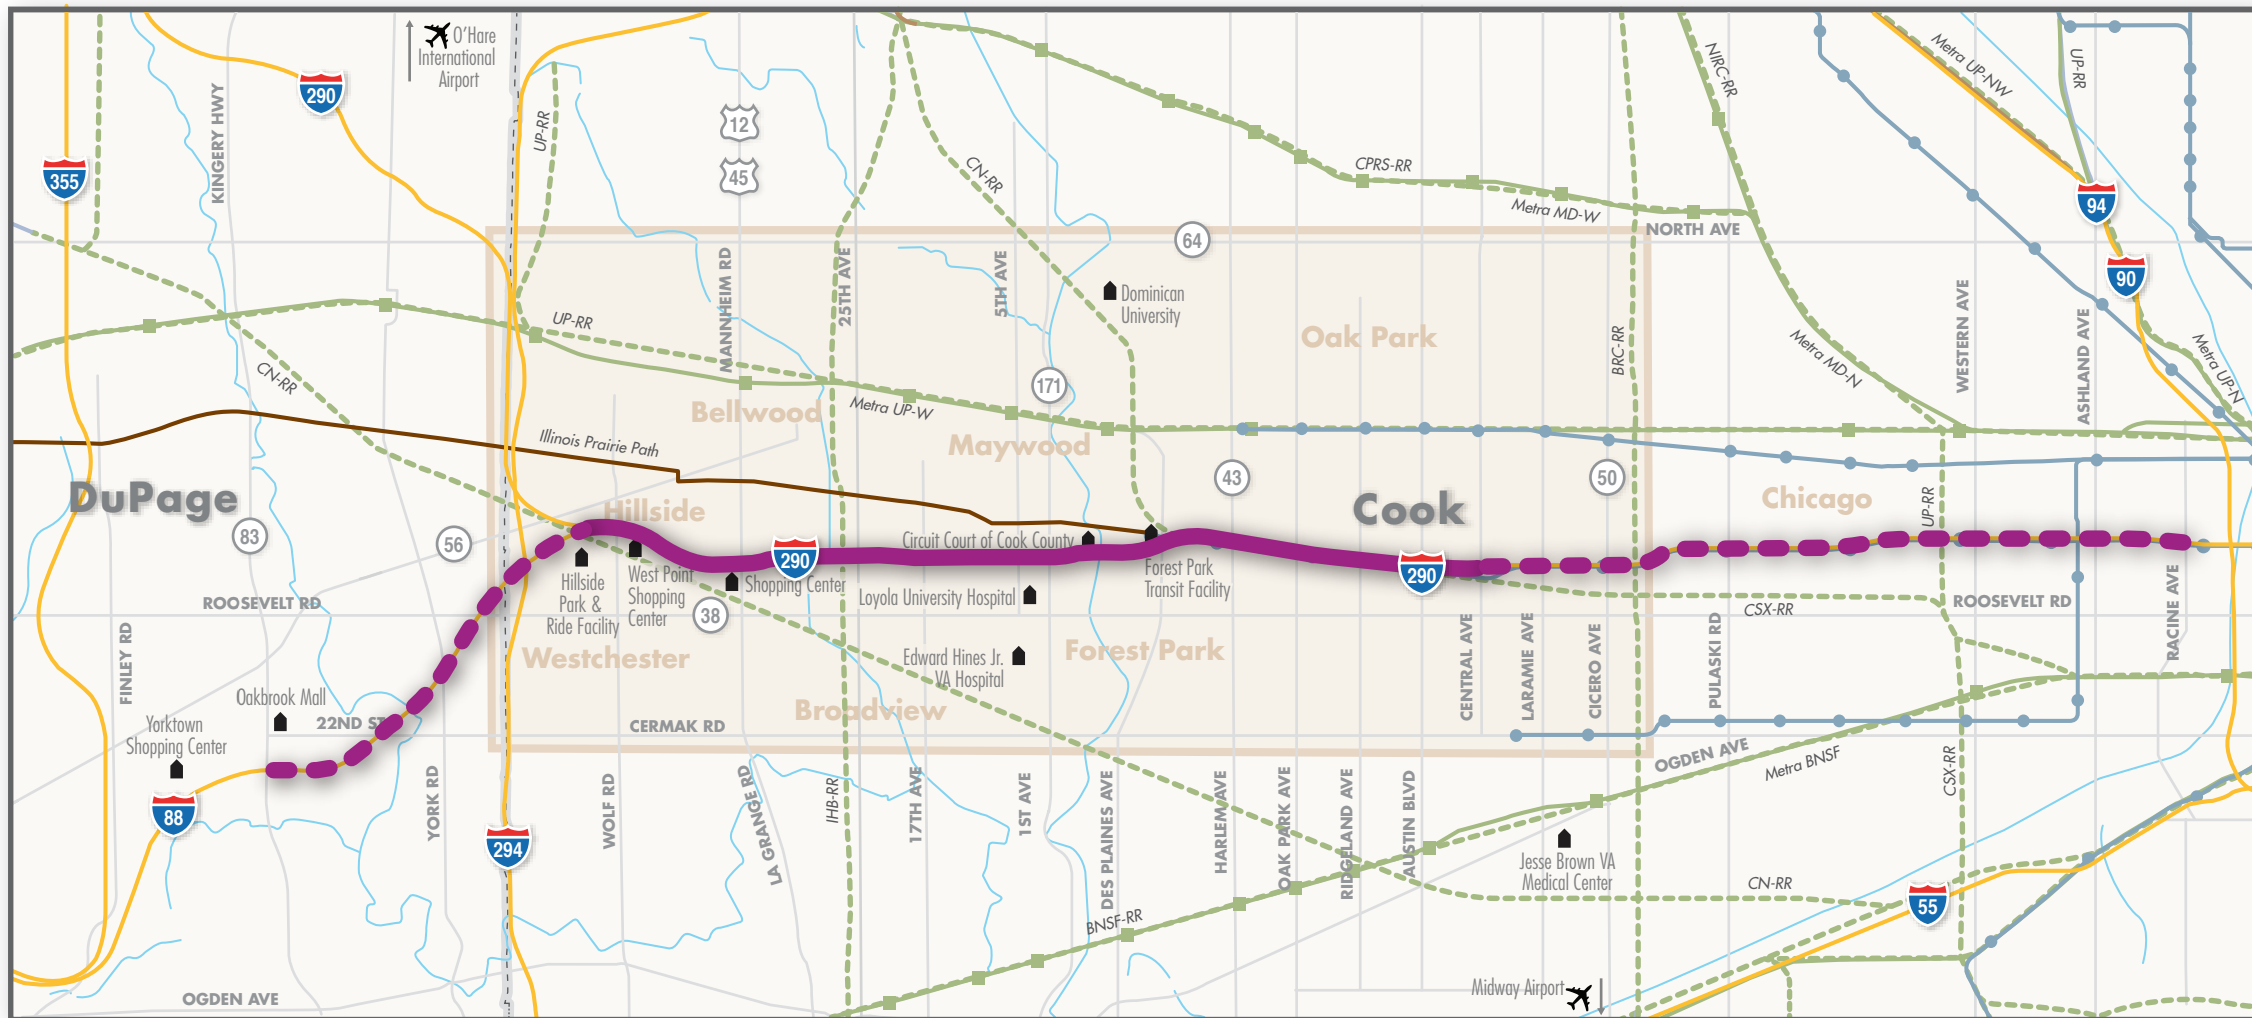 O'Hare
International
Airport
290
355
KINGERY HWY
UP-RR
12
45
CN-RR
CPRS-RR
Metra MD-W
NIRC-RR
Metra UP-NW
UP-RR
94
90
NORTH AVE
64
MANNHEIM RD
25TH AVE
5TH AVE
Dominican
University
Oak Park
BRC-RR
WESTERN AVE
ASHLAND AVE
Metra MD-N
Metra UP-N
UP-RR
CN-RR
Bellwood
Metra UP-W
171
Maywood
Illinois Prairie Path
DuPage
83
56
Hillside
43
Cook
50
Chicago
UP-RR
Circuit Court of Cook County
290
290
Hillside
Park &
Ride Facility
West Point
Shopping
Center
Shopping Center
38
Loyola University Hospital
Forest Park
Transit Facility
ROOSEVELT RD
CSX-RR
ROOSEVELT RD
RACINE AVE
FINLEY RD
Westchester
Edward Hines Jr.
VA Hospital
Forest Park
CENTRAL AVE
LARAMIE AVE
CICERO AVE
PULASKI RD
Oakbrook Mall
22ND ST
Yorktown
Shopping Center
CERMAK RD
Broadview
OGDEN AVE
Metra BNSF
CSX-RR
88
YORK RD
294
WOLF RD
LA GRANGE RD
IHB-RR
17TH AVE
1ST AVE
DES PLAINES AVE
HARLEM AVE
OAK PARK AVE
RIDGELAND AVE
AUSTIN BLVD
Jesse Brown VA
Medical Center
CN-RR
55
BNSF-RR
OGDEN AVE
Midway Airport